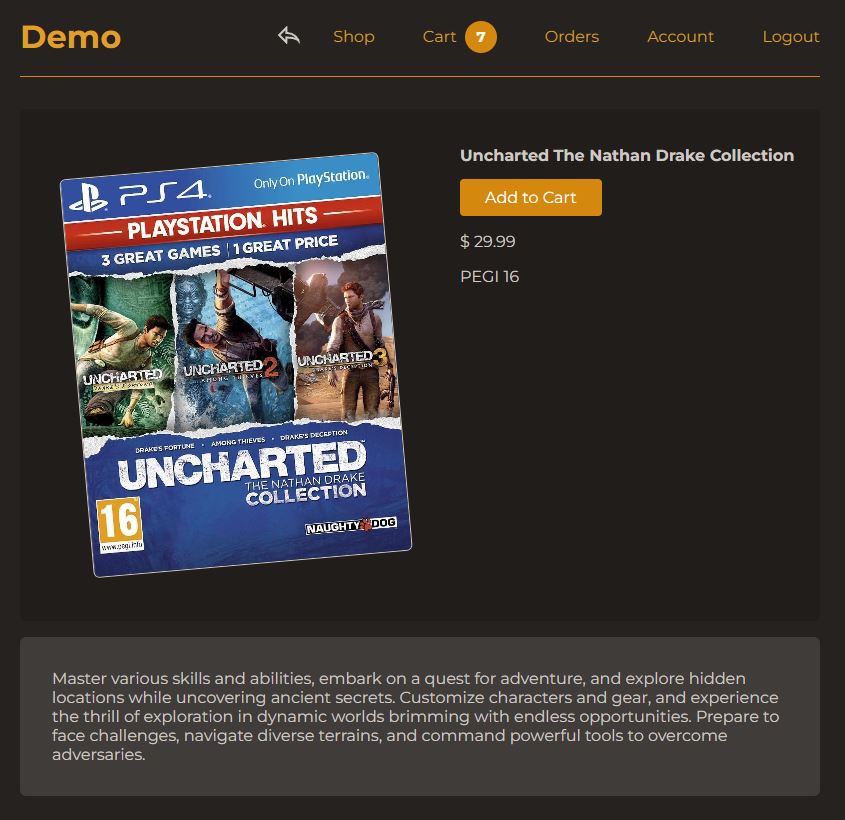 Demo
Shop
Cart
7
Orders
Account
Logout
PS4
Only On PlayStation.
PLAYSTATION HITS
3 GREAT GAMES | 1 GREAT PRICE
UNCHARTED
UNCHARTED 2
AMONG THIEVES
UNCHARTED 3
DRAKE'S DECEPTION
DRAKE'S FORTUNE • AMONG THIEVES • DRAKE'S DECEPTION
UNCHARTED™
THE NATHAN DRAKE
COLLECTION
16
www.pegi.info
NAUGHTY DOG
Uncharted The Nathan Drake Collection
Add to Cart
$ 29.99
PEGI 16
Master various skills and abilities, embark on a quest for adventure, and explore hidden
locations while uncovering ancient secrets. Customize characters and gear, and experience
the thrill of exploration in dynamic worlds brimming with endless opportunities. Prepare to
face challenges, navigate diverse terrains, and command powerful tools to overcome
adversaries.